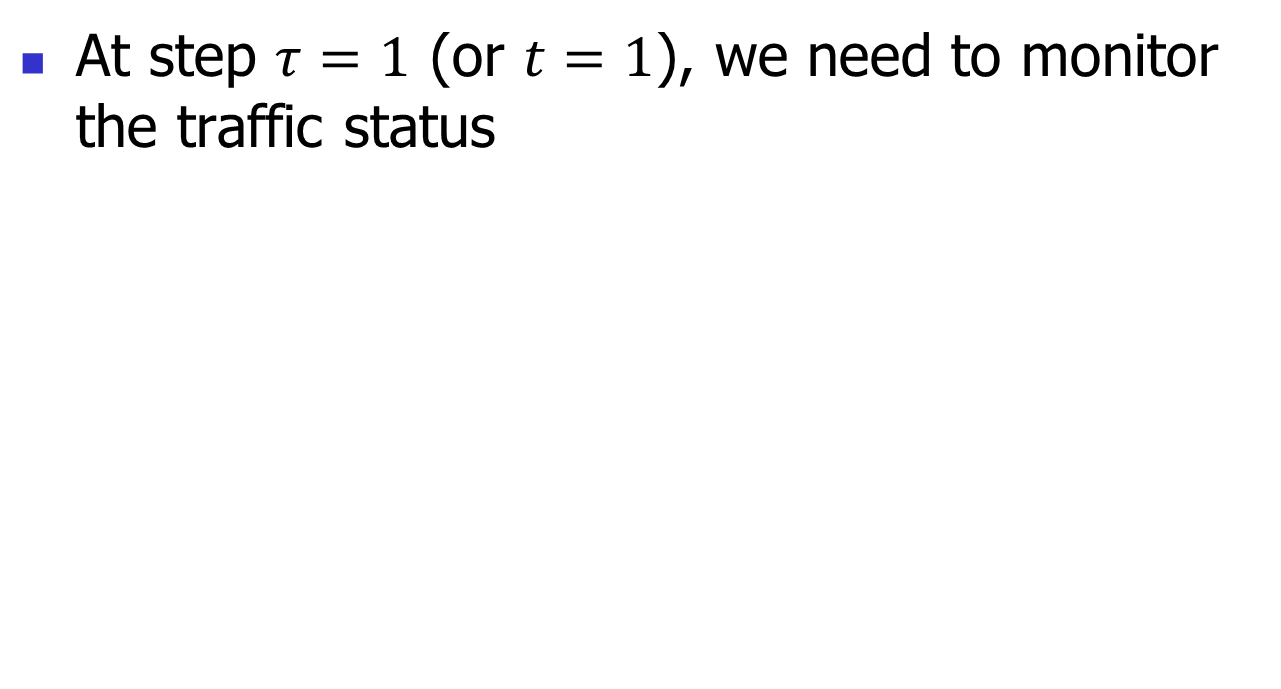 ▪ At step τ = 1 (or t = 1), we need to monitor
the traffic status